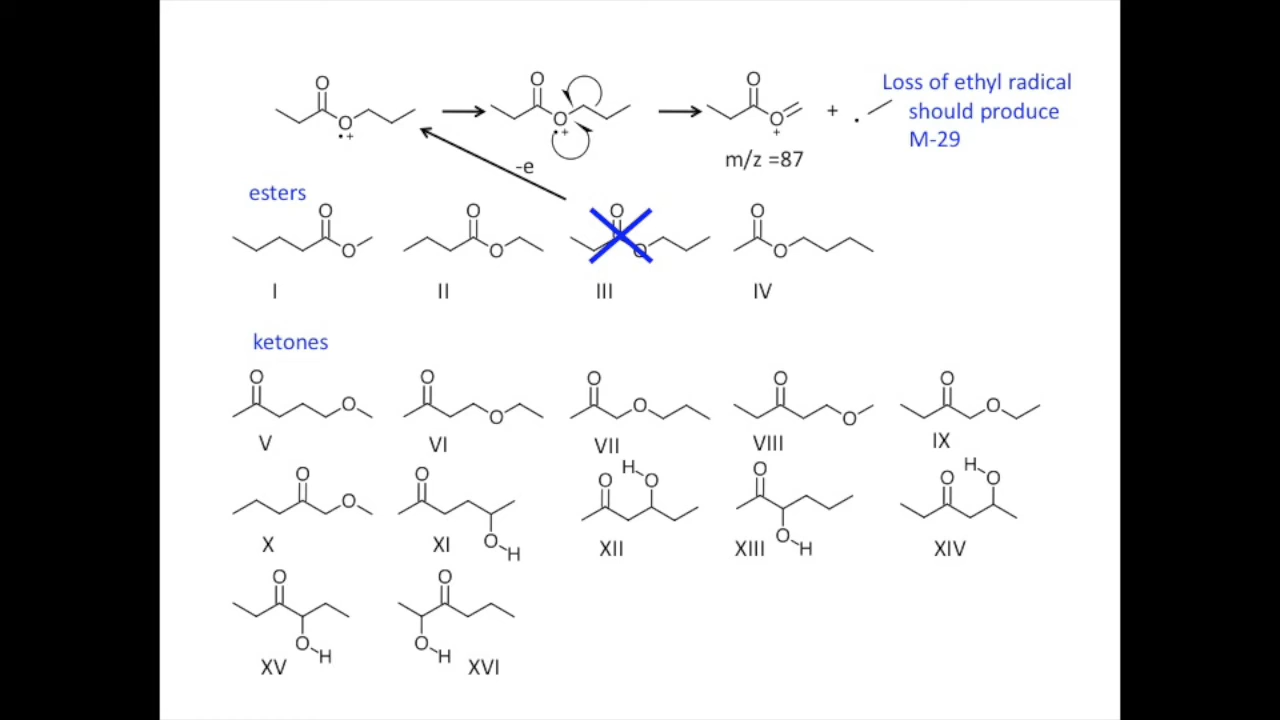 Loss of ethyl radical
should produce
M-29
O
O
•+
O
O
•+
O
O
+
+
•
m/z =87
-e
esters
O
O
O
O
O
O
O
O
I
II
III
IV
ketones
O
O
O
O
O
O
O
O
O
O
V
VI
VII
VIII
IX
O
O
O
O
H
O
H
O
O
O
O
H
O
H
O
O
X
XI
XII
XIII
XIV
O
O
H
O
O
H
XV
XVI